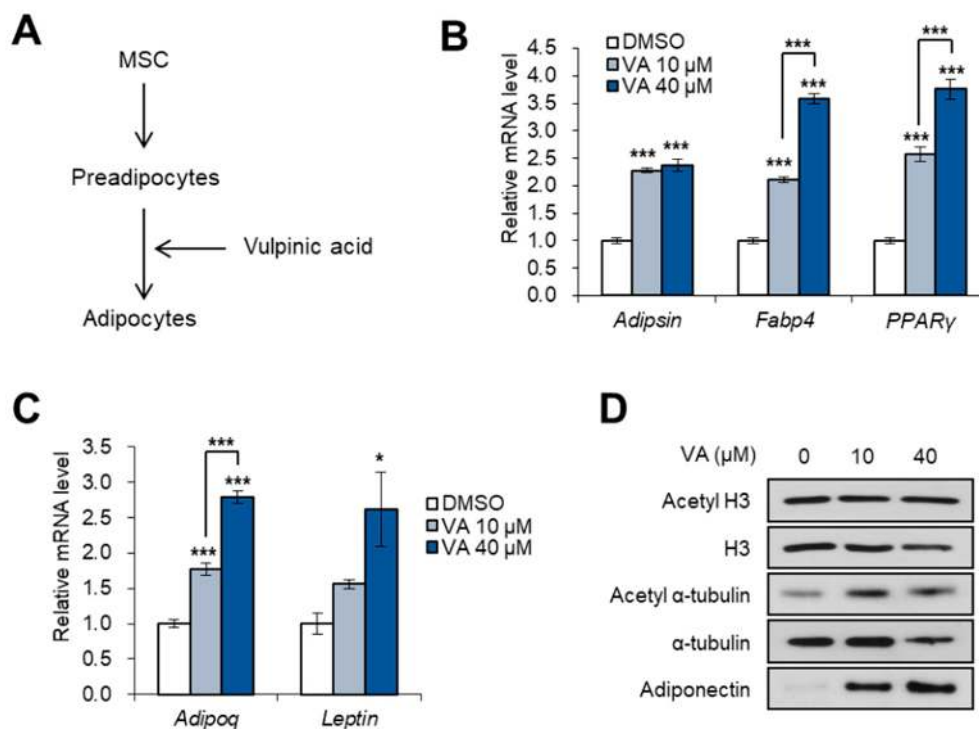 A
MSC
Preadipocytes
Vulpinic acid
Adipocytes
B
Relative mRNA level
4.5
4.0
3.5
3.0
2.5
2.0
1.5
1.0
0.5
0.0
DMSO
VA 10 µM
VA 40 µM
*** ***
***
***
***
***
***
***
Adipsin Fabp4 PPARγ
C
Relative mRNA level
3.5
3.0
2.5
2.0
1.5
1.0
0.5
0.0
***
***
***
*
DMSO
VA 10 µM
VA 40 µM
Adipoq Leptin
D
VA (µM) 0 10 40
Acetyl H3
H3
Acetyl α-tubulin
α-tubulin
Adiponectin